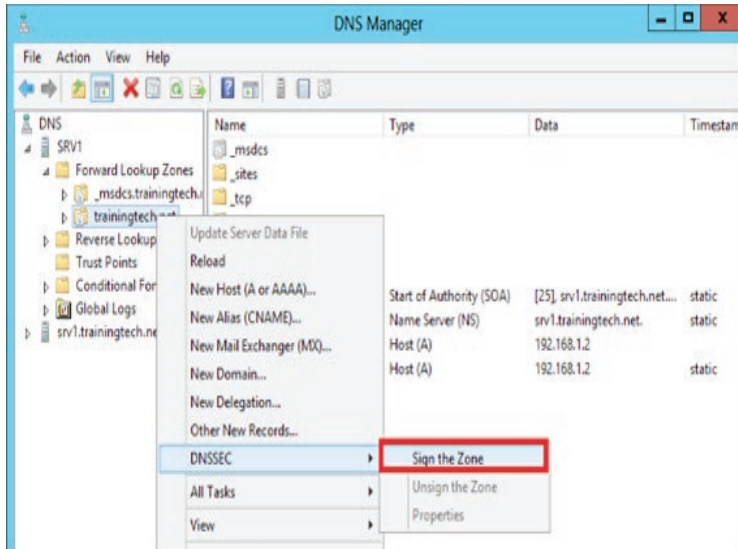 DNS Manager
File Action View Help
DNS
SRV1
Forward Lookup Zones
_msdcs.trainingtech.
trainingtech.net
Reverse Lookup
Trust Points
Conditional For
Global Logs
srv1.trainingtech.ne
Name Type Data Timestam
_msdcs
_sites
_tcp
Start of Authority (SOA) [25], srv1.trainingtech.net.... static
Name Server (NS) srv1.trainingtech.net. static
Host (A) 192.168.1.2
Host (A) 192.168.1.2 static
Update Server Data File
Reload
New Host (A or AAAA)...
New Alias (CNAME)...
New Mail Exchanger (MX)...
New Domain...
New Delegation...
Other New Records...
DNSSEC
All Tasks
View
Sign the Zone
Unsign the Zone
Properties